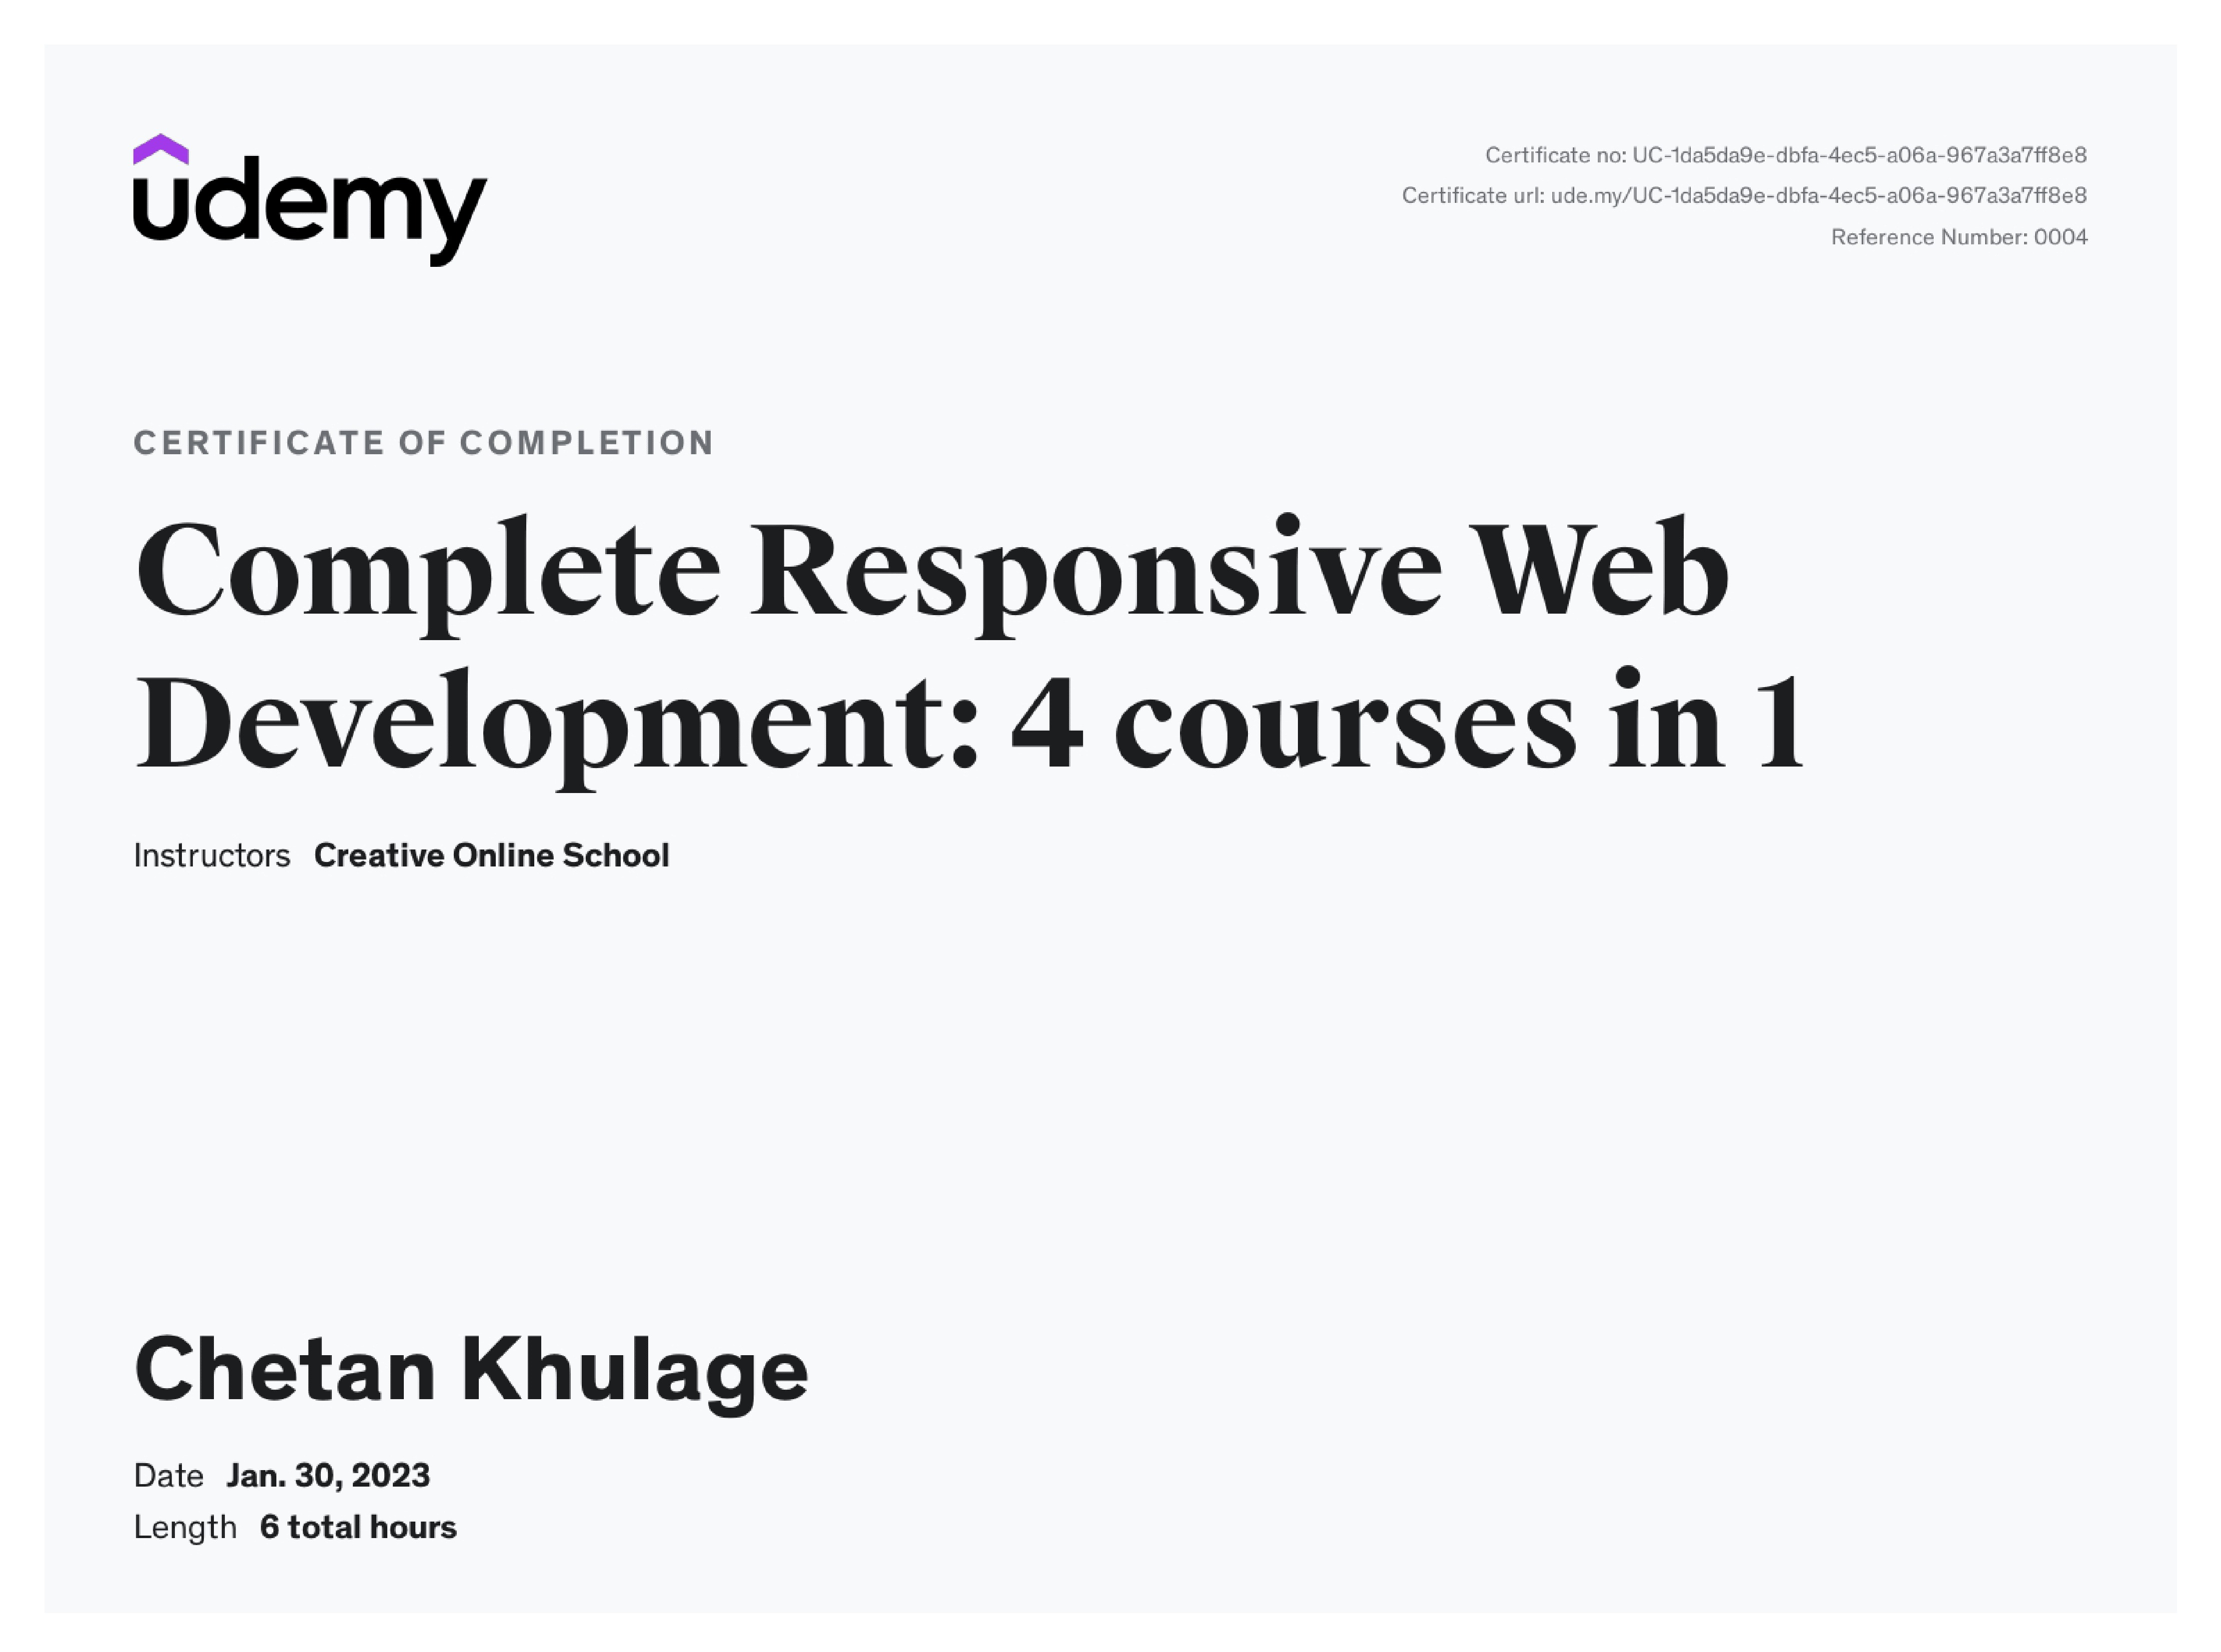 udemy
Certificate no: UC-1da5da9e-dbfa-4ec5-a06a-967a3a7ff8e8
Certificate url: ude.my/UC-1da5da9e-dbfa-4ec5-a06a-967a3a7ff8e8
Reference Number: 0004
CERTIFICATE OF COMPLETION
Complete Responsive Web
Development: 4 courses in 1
Instructors Creative Online School
Chetan Khulage
Date Jan. 30, 2023
Length 6 total hours